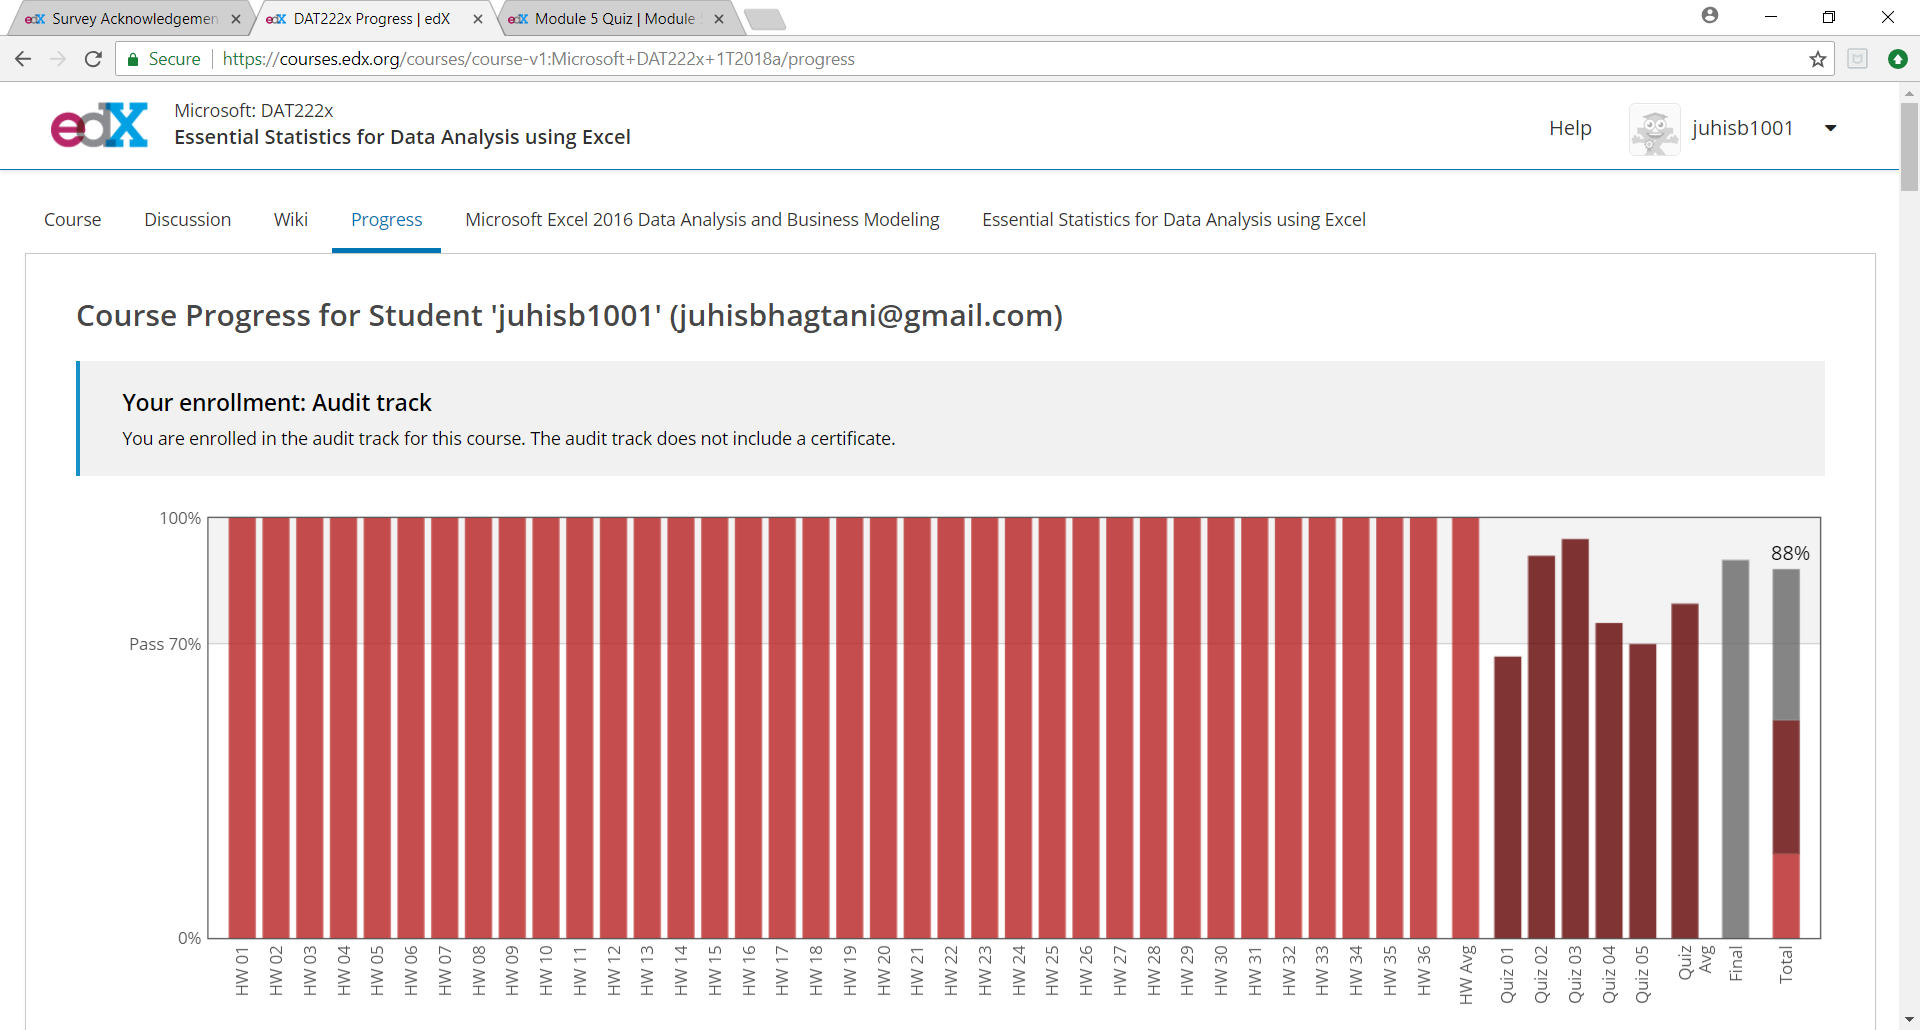 edX Survey Acknowledgemen
edX DAT222x Progress | edX
edX Module 5 Quiz | Module
Secure https://courses.edx.org/courses/course-v1:Microsoft+DAT222x+1T2018a/progress
edX
Microsoft: DAT222x
Essential Statistics for Data Analysis using Excel
Help
juhisb1001
Course Discussion Wiki Progress Microsoft Excel 2016 Data Analysis and Business Modeling Essential Statistics for Data Analysis using Excel
Course Progress for Student 'juhisb1001' (juhisbhagtani@gmail.com)
Your enrollment: Audit track
You are enrolled in the audit track for this course. The audit track does not include a certificate.
100%
88%
Pass 70%
0%
HW 01
HW 02
HW 03
HW 04
HW 05
HW 06
HW 07
HW 08
HW 09
HW 10
HW 11
HW 12
HW 13
HW 14
HW 15
HW 16
HW 17
HW 18
HW 19
HW 20
HW 21
HW 22
HW 23
HW 24
HW 25
HW 26
HW 27
HW 28
HW 29
HW 30
HW 31
HW 32
HW 33
HW 34
HW 35
HW 36
HW Avg
Quiz 01
Quiz 02
Quiz 03
Quiz 04
Quiz 05
Quiz
Avg
Final
Total